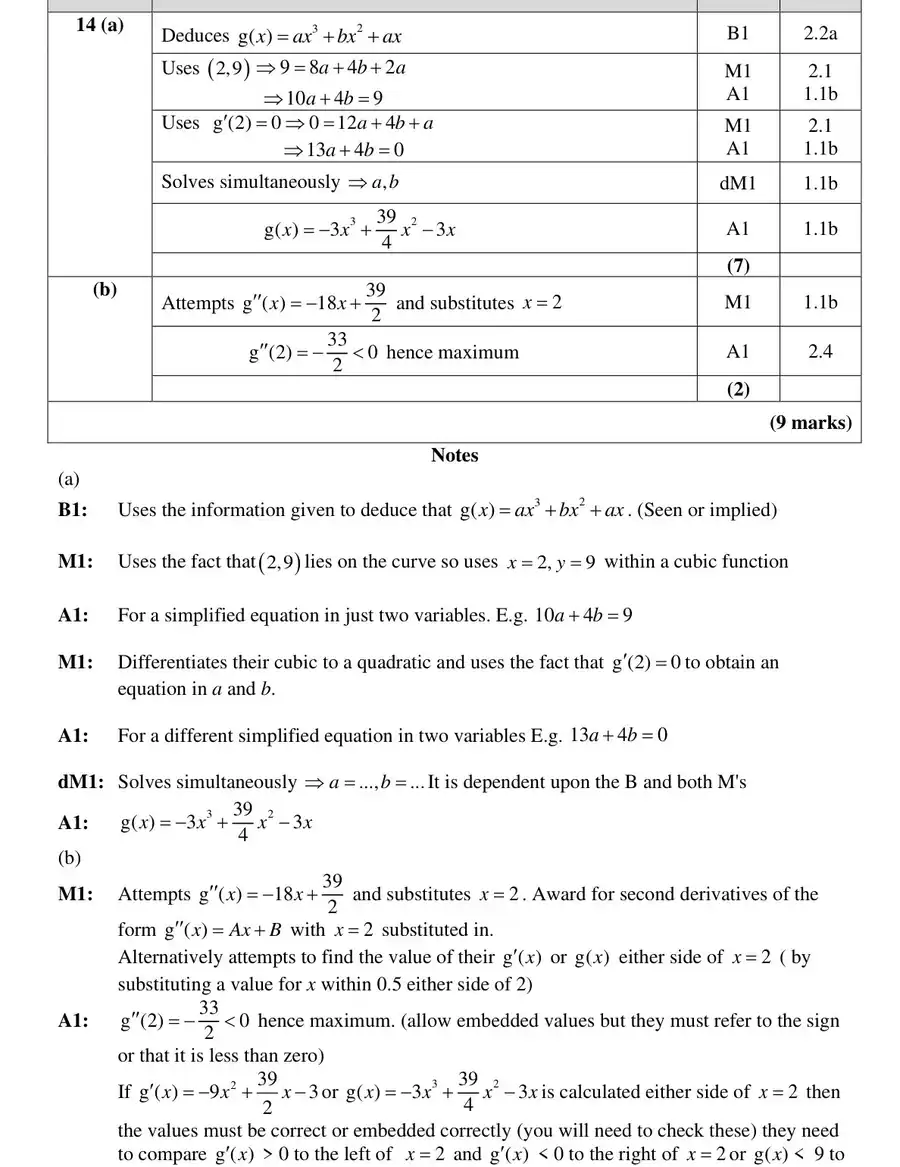 14 (a) Deduces g(x) = ax³ + bx² + ax B1 2.2a
Uses (2,9) ⇒ 9 = 8a + 4b + 2a M1 2.1
⇒ 10a + 4b = 9 A1 1.1b
Uses g′(2) = 0 ⇒ 0 = 12a + 4b + a M1 2.1
⇒ 13a + 4b = 0 A1 1.1b
Solves simultaneously ⇒ a, b dM1 1.1b
g(x) = −3x³ + 39/4 x² − 3x A1 1.1b
(7)
(b) Attempts g″(x) = −18x + 39/2 and substitutes x = 2 M1 1.1b
g″(2) = −33/2 < 0 hence maximum A1 2.4
(2)
(9 marks)
Notes
(a)
B1: Uses the information given to deduce that g(x) = ax³ + bx² + ax. (Seen or implied)
M1: Uses the fact that (2,9) lies on the curve so uses x = 2, y = 9 within a cubic function
A1: For a simplified equation in just two variables. E.g. 10a + 4b = 9
M1: Differentiates their cubic to a quadratic and uses the fact that g′(2) = 0 to obtain an
equation in a and b.
A1: For a different simplified equation in two variables E.g. 13a + 4b = 0
dM1: Solves simultaneously ⇒ a = ..., b = ... It is dependent upon the B and both M's
A1: g(x) = −3x³ + 39/4 x² − 3x
(b)
M1: Attempts g″(x) = −18x + 39/2 and substitutes x = 2. Award for second derivatives of the
form g″(x) = Ax + B with x = 2 substituted in.
Alternatively attempts to find the value of their g′(x) or g(x) either side of x = 2 ( by
substituting a value for x within 0.5 either side of 2)
A1: g″(2) = −33/2 < 0 hence maximum. (allow embedded values but they must refer to the sign
or that it is less than zero)
If g′(x) = −9x² + 39/2 x − 3 or g(x) = −3x³ + 39/4 x² − 3x is calculated either side of x = 2 then
the values must be correct or embedded correctly (you will need to check these) they need
to compare g′(x) > 0 to the left of x = 2 and g′(x) < 0 to the right of x = 2 or g(x) < 9 to